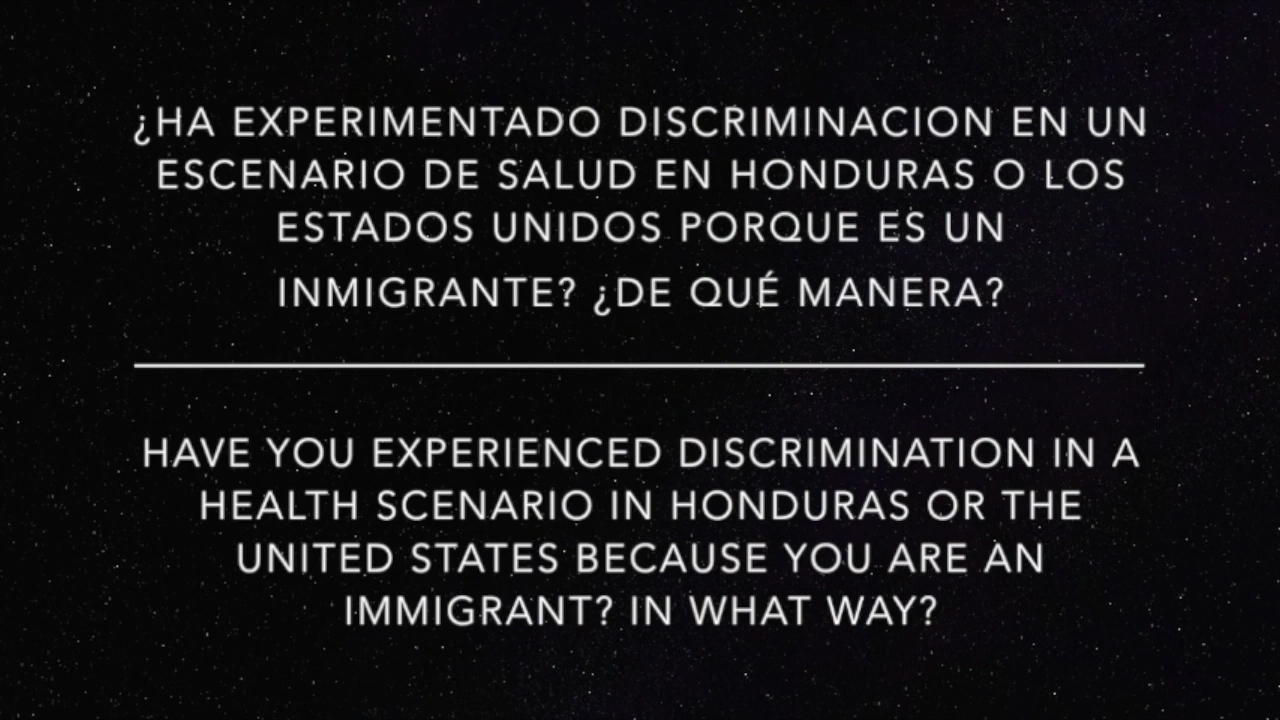 ¿HA EXPERIMENTADO DISCRIMINACION EN UN
ESCENARIO DE SALUD EN HONDURAS O LOS
ESTADOS UNIDOS PORQUE ES UN
INMIGRANTE? ¿DE QUÉ MANERA?
HAVE YOU EXPERIENCED DISCRIMINATION IN A
HEALTH SCENARIO IN HONDURAS OR THE
UNITED STATES BECAUSE YOU ARE AN
IMMIGRANT? IN WHAT WAY?